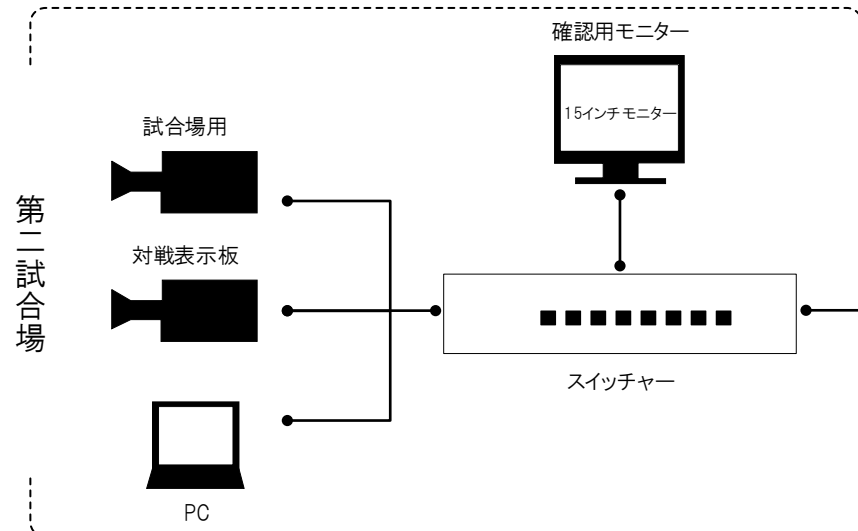 確認用モニター
15インチモニター
試合場用
第二試合場
対戦表示板
スイッチャー
PC